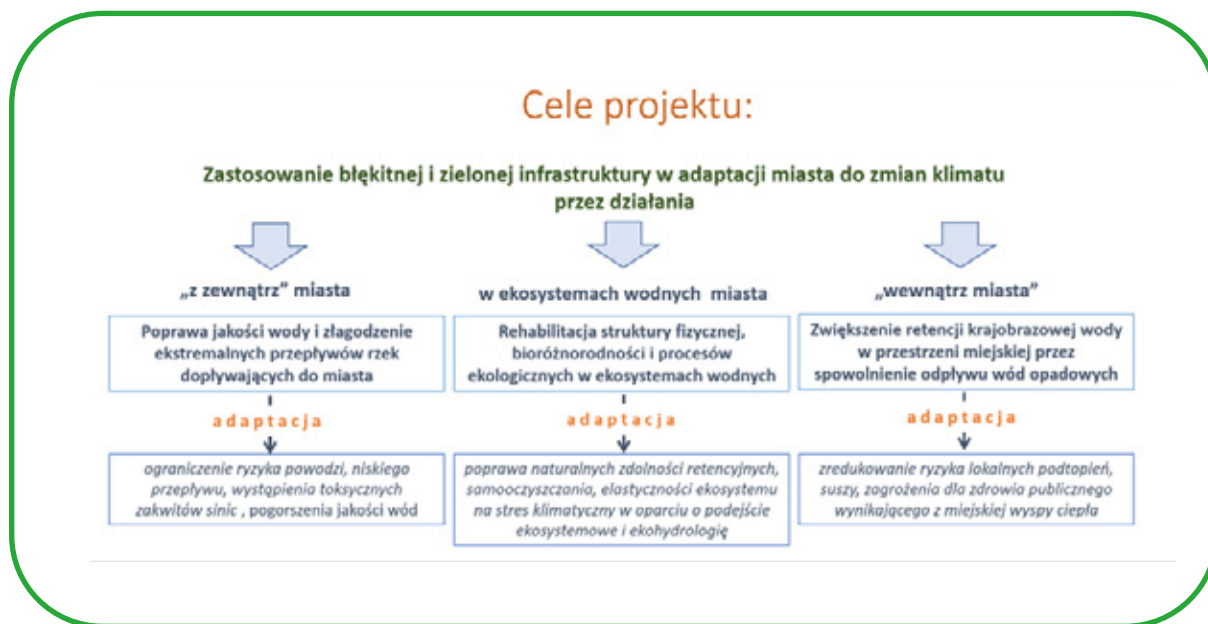 Cele projektu:
Zastosowanie błękitnej i zielonej infrastruktury w adaptacji miasta do zmian klimatu
przez działania
„z zewnątrz” miasta
Poprawa jakości wody i złagodzenie
ekstremalnych przepływów rzek
dopływających do miasta
adaptacja
ograniczenie ryzyka powodzi, niskiego
przepływu, wystąpienia toksycznych
zakwitów sinic , pogorszenia jakości wód
w ekosystemach wodnych miasta
Rehabilitacja struktury fizycznej,
bioróżnorodności i procesów
ekologicznych w ekosystemach wodnych
adaptacja
poprawa naturalnych zdolności retencyjnych,
samooczyszczania, elastyczności ekosystemu
na stres klimatyczny w oparciu o podejście
ekosystemowe i ekohydrologię
„wewnątrz miasta”
Zwiększenie retencji krajobrazowej wody
w przestrzeni miejskiej przez
spowolnienie odpływu wód opadowych
adaptacja
zredukowanie ryzyka lokalnych podtopień,
suszy, zagrożenia dla zdrowia publicznego
wynikającego z miejskiej wyspy ciepła